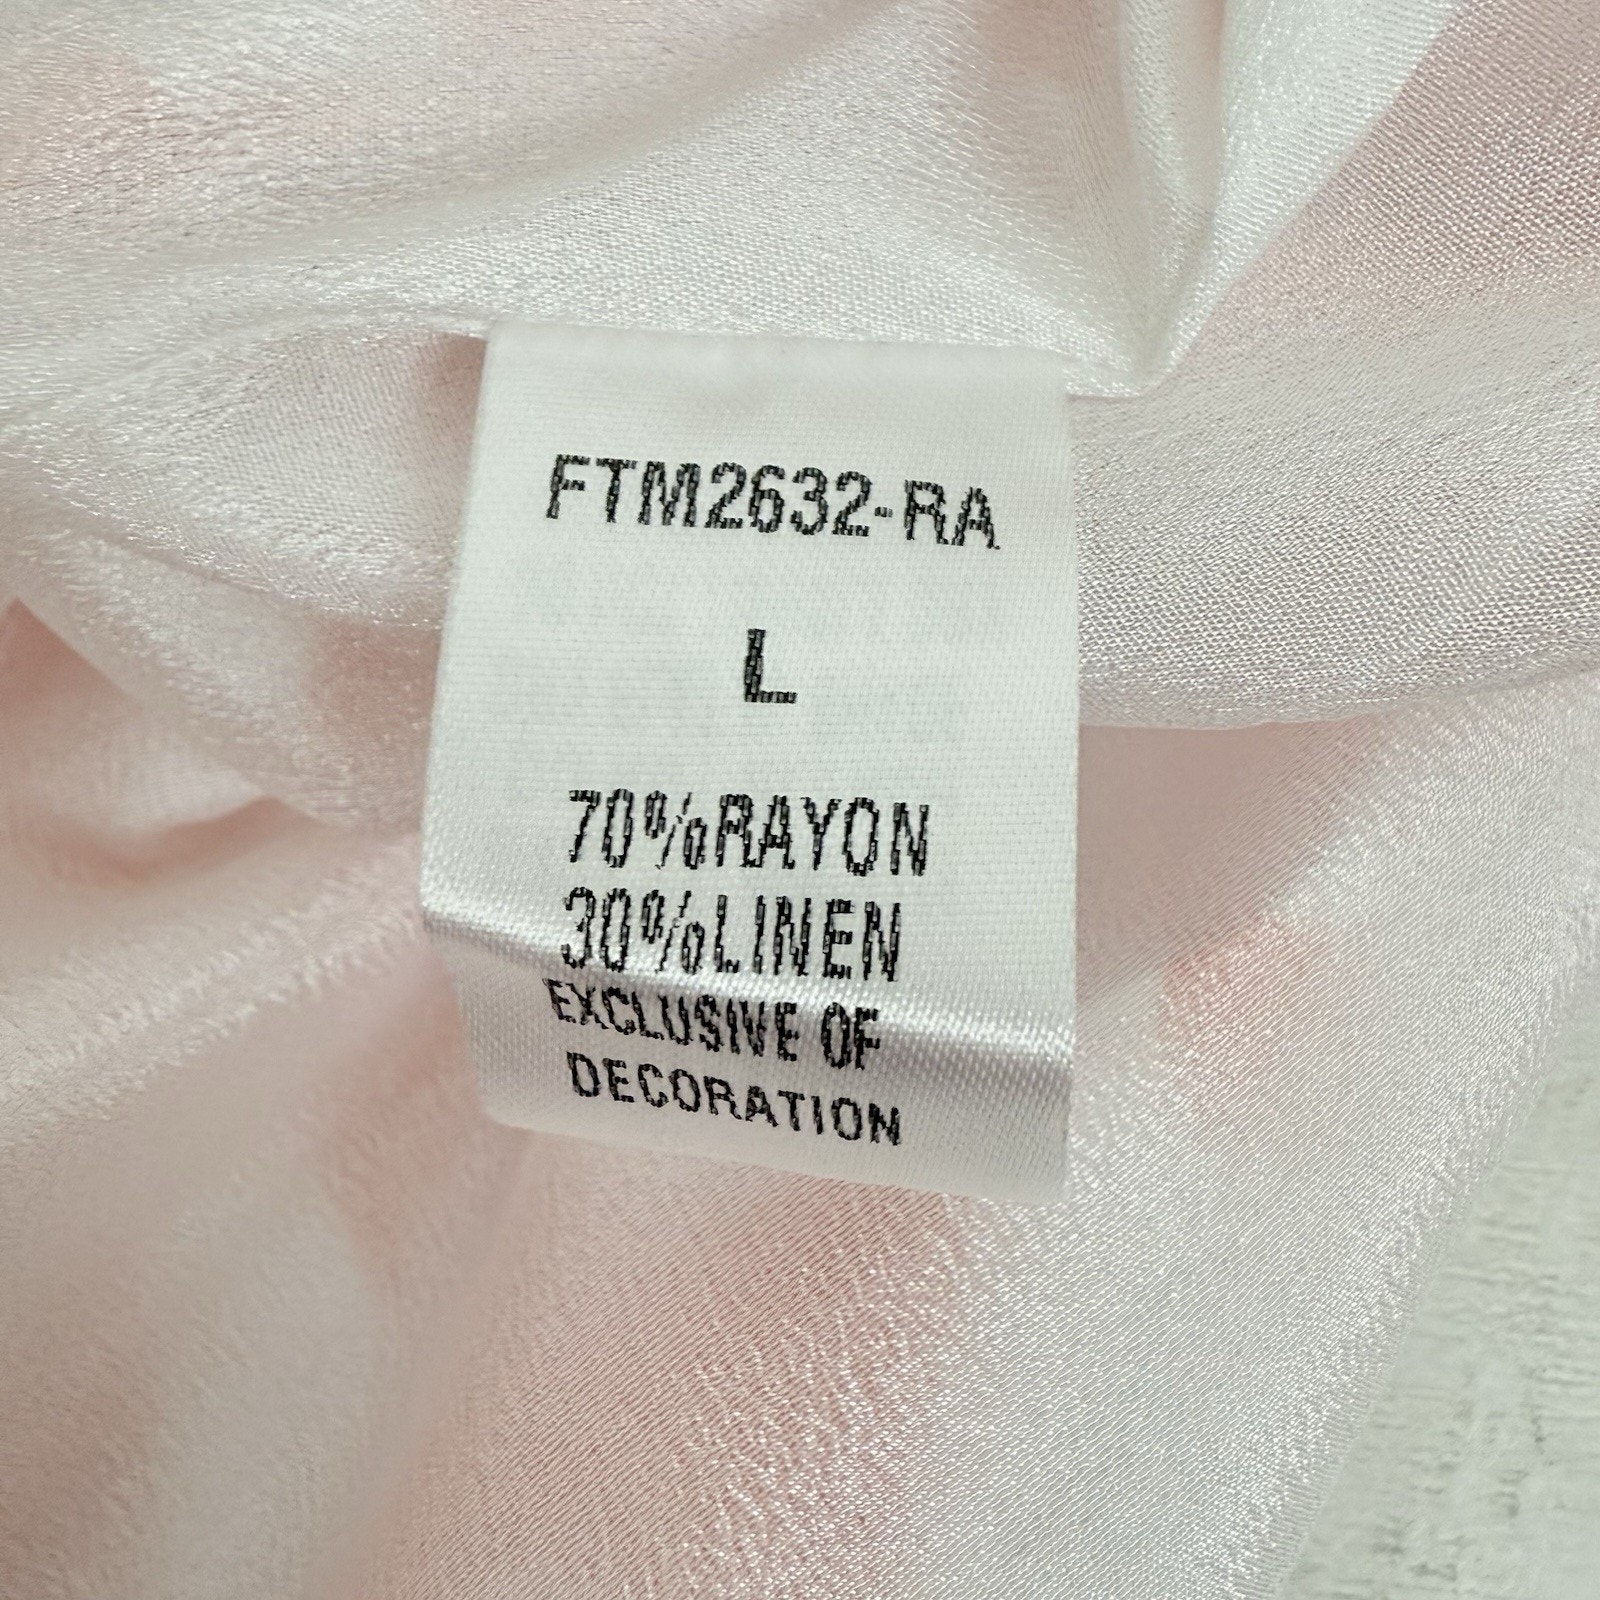 FTM2632-RA
L
70%RAYON
30%LINEN
EXCLUSIVE OF
DECORATION